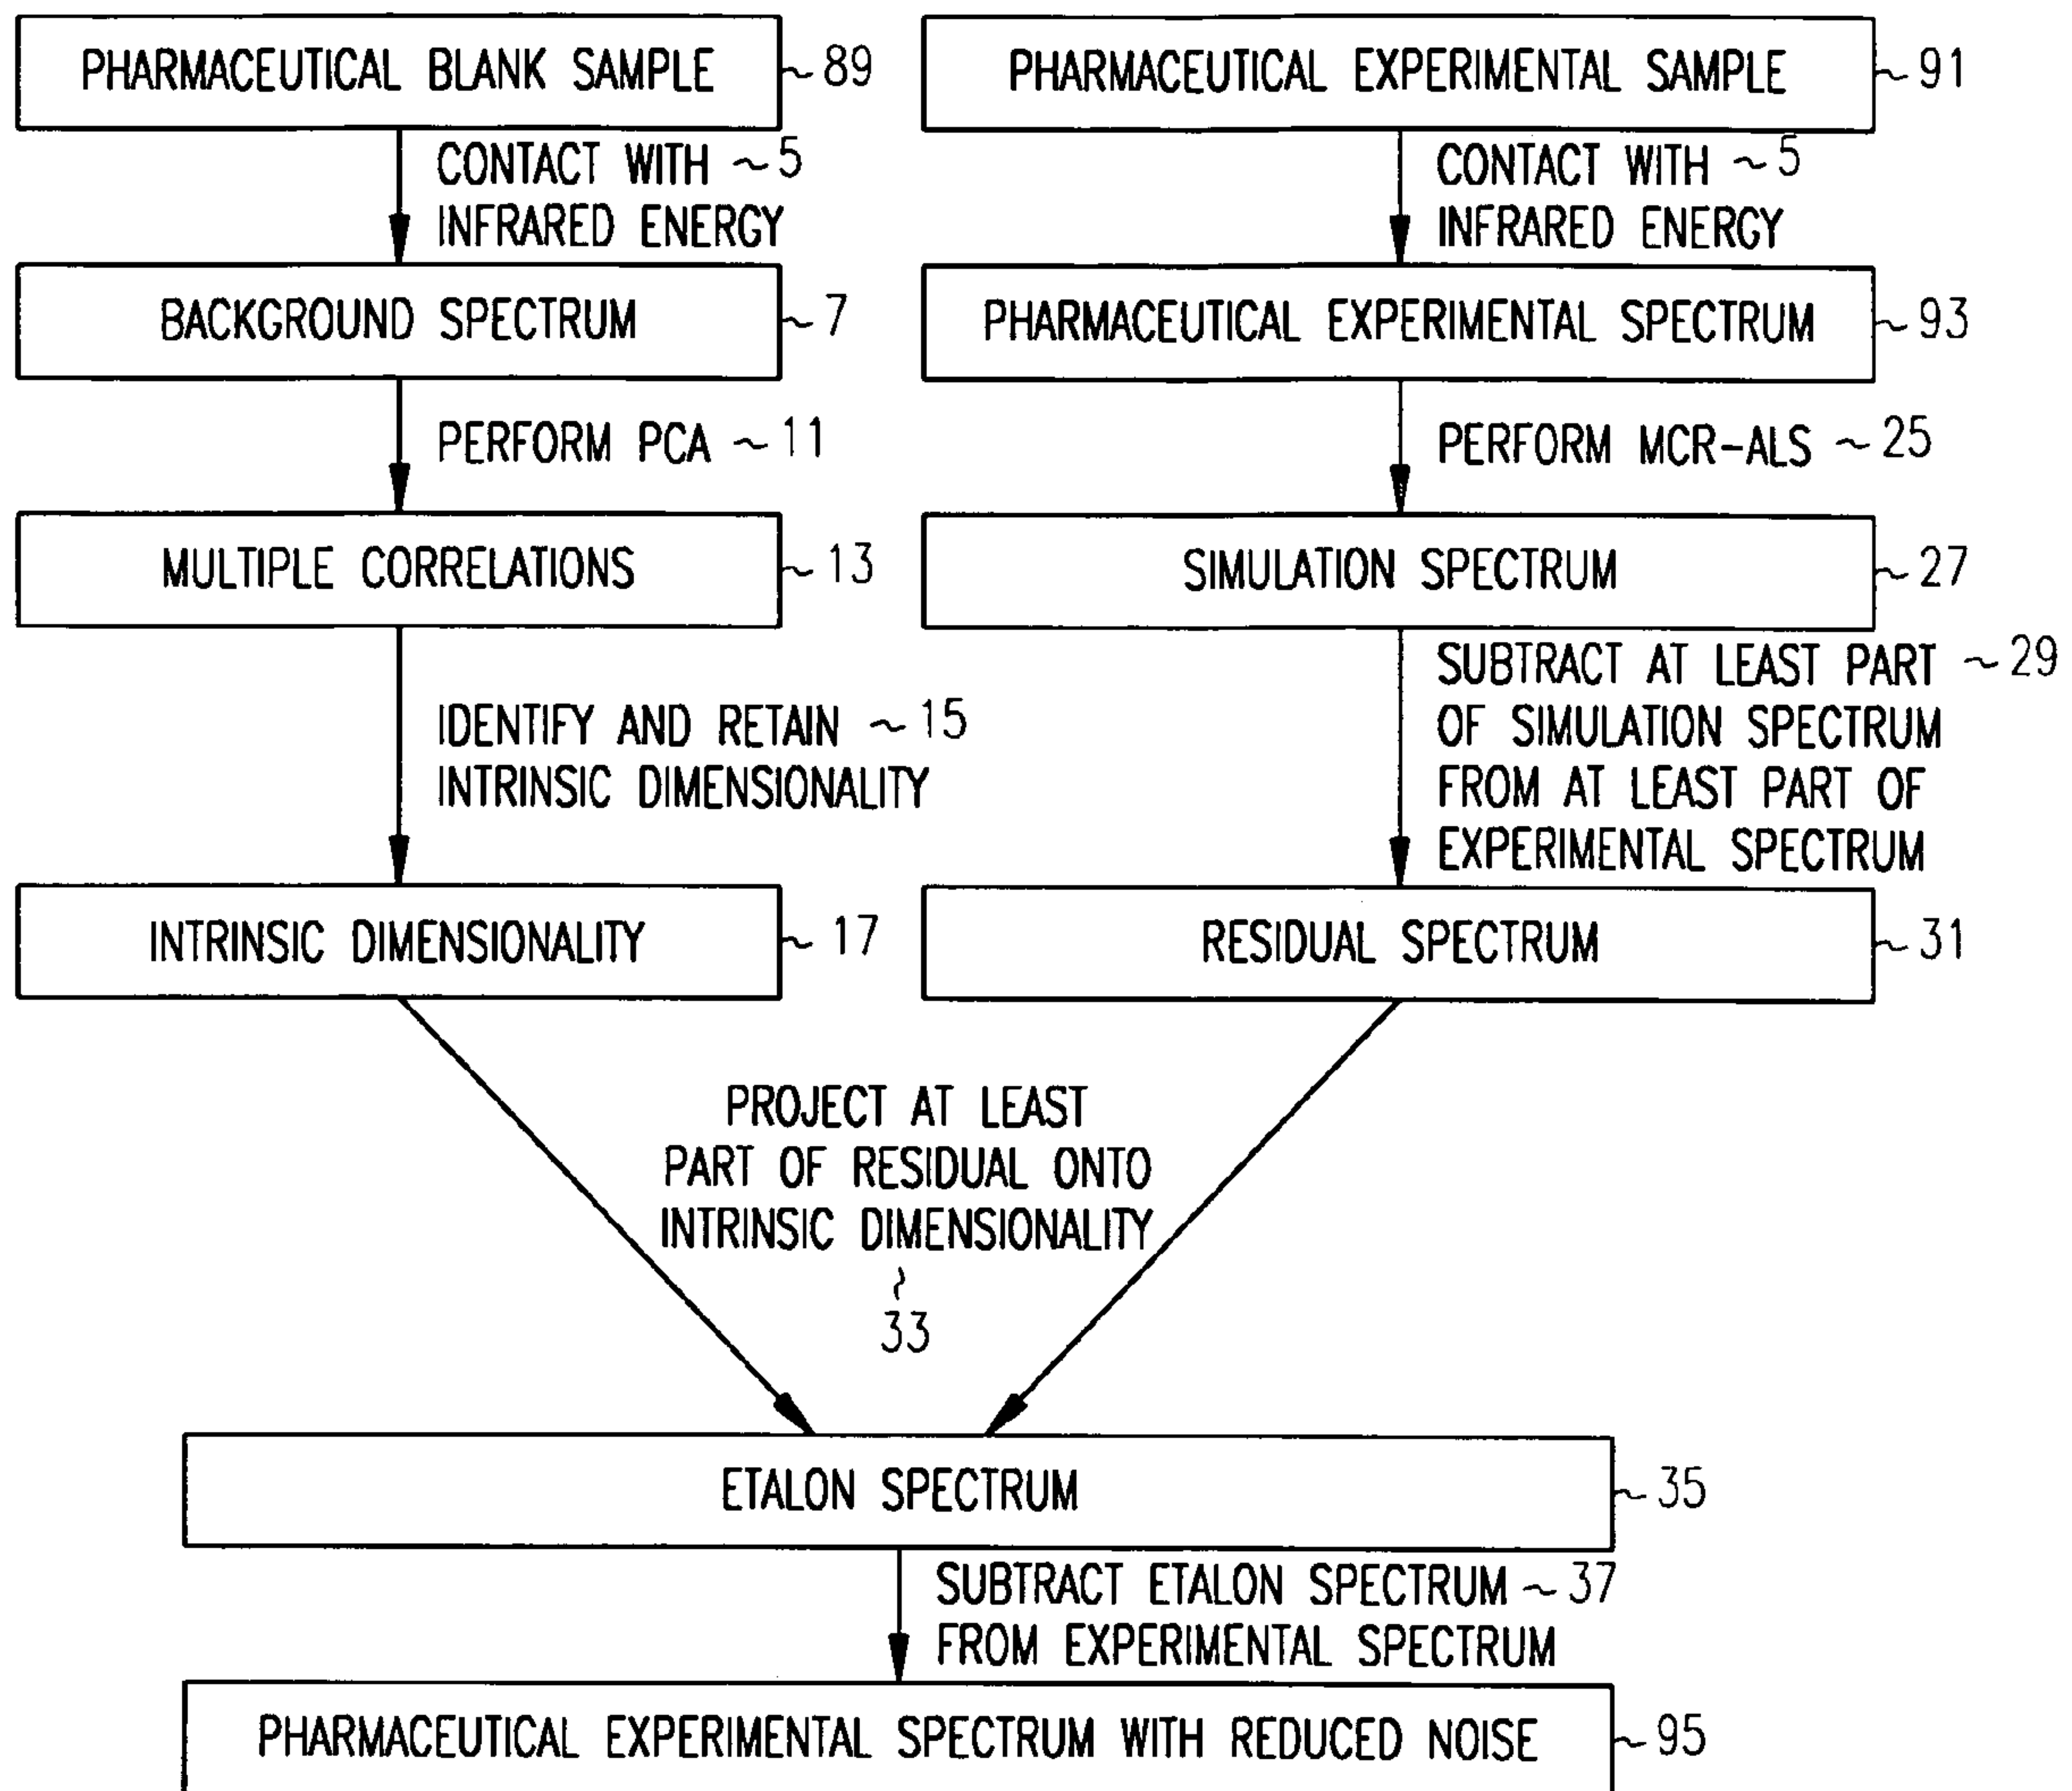 PHARMACEUTICAL BLANK SAMPLE ~89
CONTACT WITH ~5
INFRARED ENERGY
BACKGROUND SPECTRUM ~7
PERFORM PCA ~11
MULTIPLE CORRELATIONS ~13
IDENTIFY AND RETAIN ~15
INTRINSIC DIMENSIONALITY
INTRINSIC DIMENSIONALITY ~17
PHARMACEUTICAL EXPERIMENTAL SAMPLE ~91
CONTACT WITH ~5
INFRARED ENERGY
PHARMACEUTICAL EXPERIMENTAL SPECTRUM ~93
PERFORM MCR-ALS ~25
SIMULATION SPECTRUM ~27
SUBTRACT AT LEAST PART ~29
OF SIMULATION SPECTRUM
FROM AT LEAST PART OF
EXPERIMENTAL SPECTRUM
RESIDUAL SPECTRUM ~31
PROJECT AT LEAST
PART OF RESIDUAL ONTO
INTRINSIC DIMENSIONALITY
~
33
ETALON SPECTRUM ~35
SUBTRACT ETALON SPECTRUM ~37
FROM EXPERIMENTAL SPECTRUM
PHARMACEUTICAL EXPERIMENTAL SPECTRUM WITH REDUCED NOISE ~95